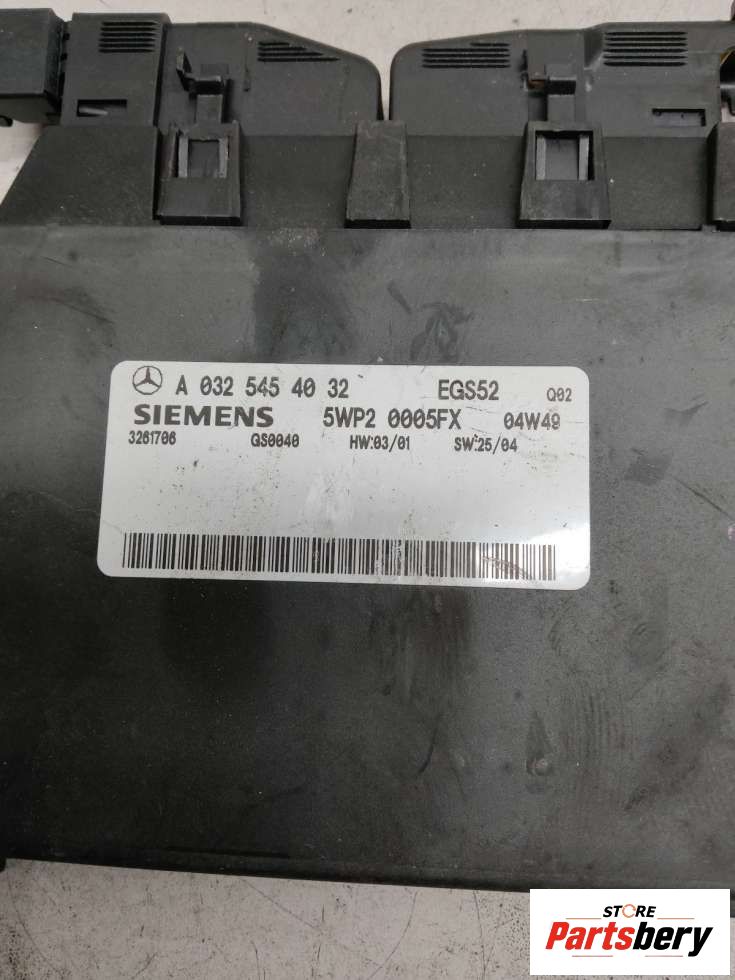 A 032 545 40 32 EGS52 Q02
SIEMENS 5WP2 0005FX 04W49
3261706 GS0040 HW:03/01 SW:25/04
STORE
Partsbery